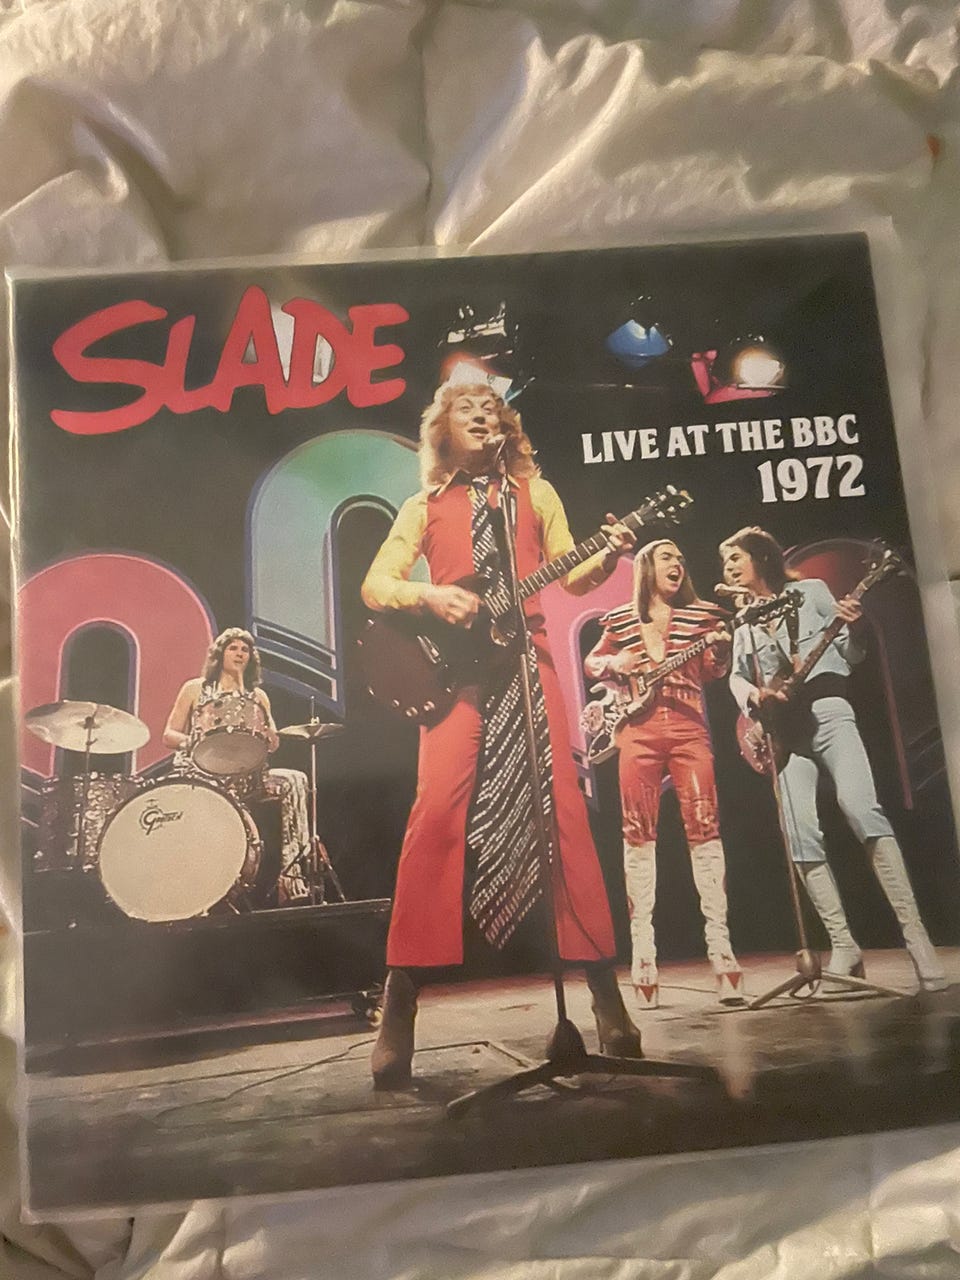 SLADE
LIVE AT THE BBC
1972
GRETSCH